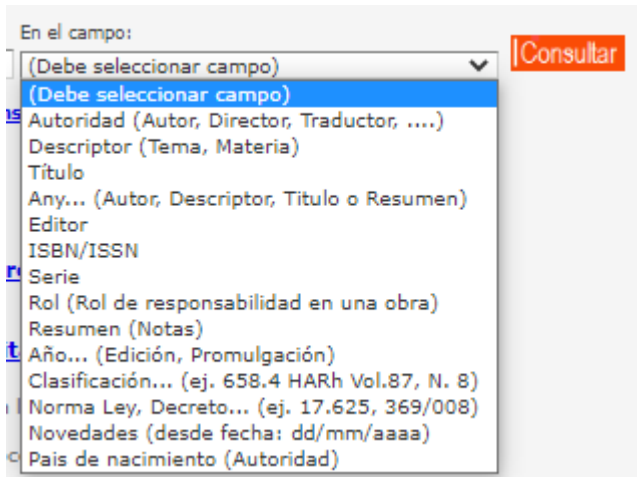 En el campo:
(Debe seleccionar campo)
Consultar
(Debe seleccionar campo)
Autoridad (Autor, Director, Traductor, ....)
Descriptor (Tema, Materia)
Título
Any... (Autor, Descriptor, Titulo o Resumen)
Editor
ISBN/ISSN
Serie
Rol (Rol de responsabilidad en una obra)
Resumen (Notas)
Año... (Edición, Promulgación)
Clasificación... (ej. 658.4 HARh Vol.87, N. 8)
Norma Ley, Decreto... (ej. 17.625, 369/008)
Novedades (desde fecha: dd/mm/aaaa)
Pais de nacimiento (Autoridad)